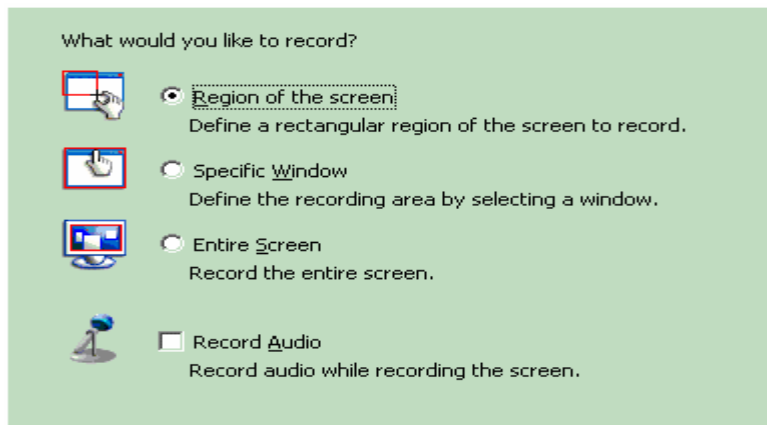 What would you like to record?
Region of the screen
Define a rectangular region of the screen to record.
Specific Window
Define the recording area by selecting a window.
Entire Screen
Record the entire screen.
Record Audio
Record audio while recording the screen.